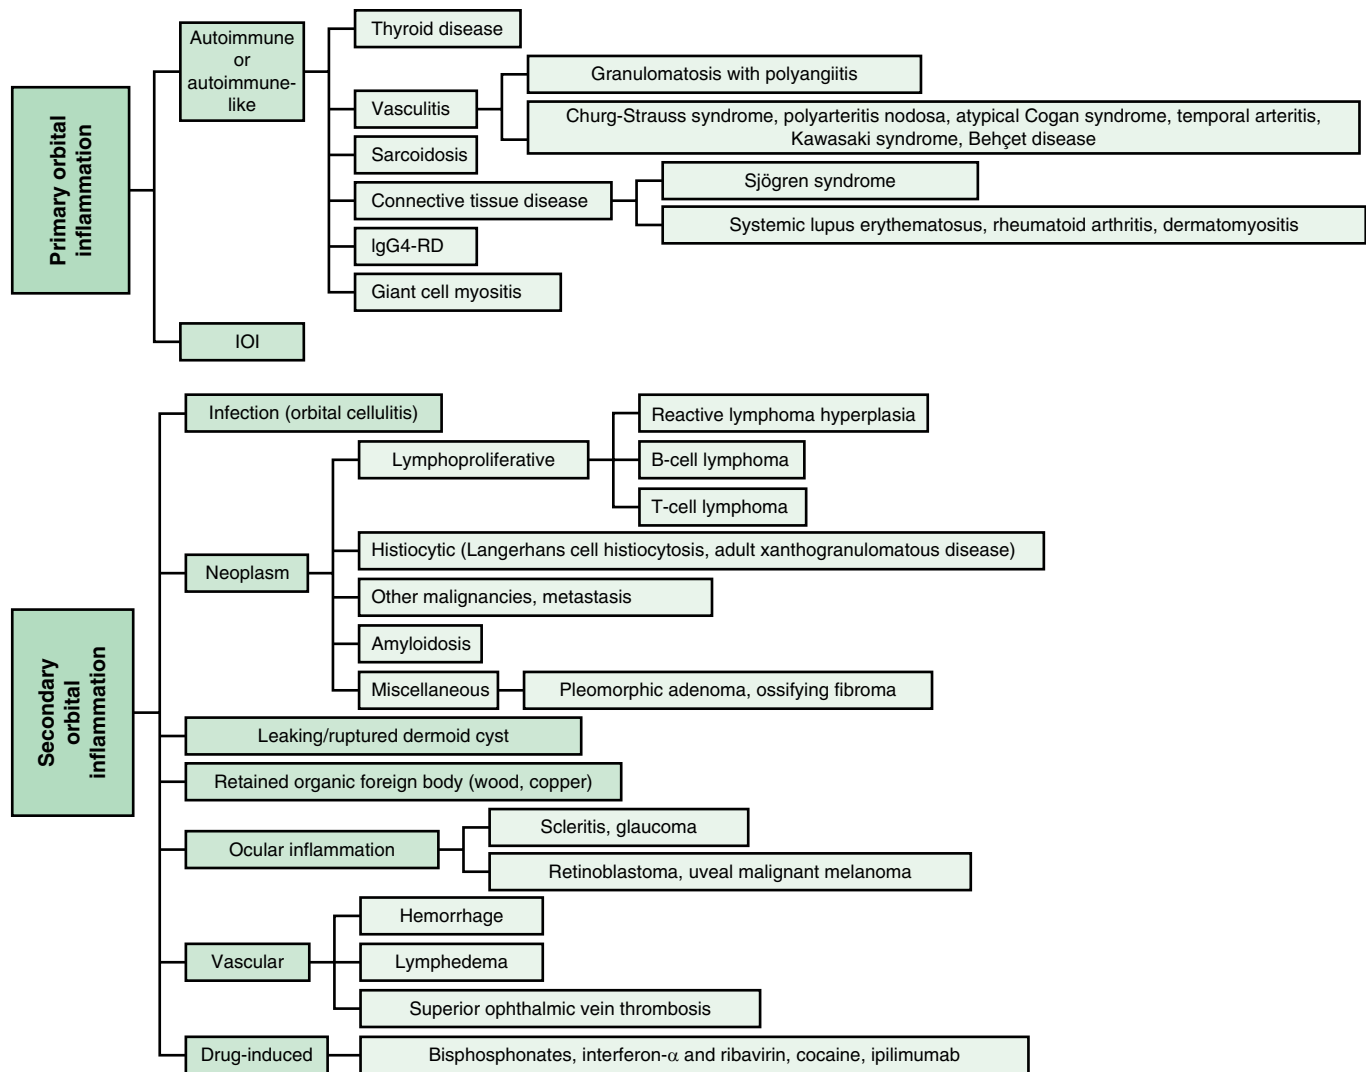 Primary orbital
inflammation
Autoimmune
or
autoimmune-
like
Thyroid disease
Vasculitis
Granulomatosis with polyangiitis
Churg-Strauss syndrome, polyarteritis nodosa, atypical Cogan syndrome, temporal arteritis,
Kawasaki syndrome, Behçet disease
Sarcoidosis
Connective tissue disease
Sjögren syndrome
Systemic lupus erythematosus, rheumatoid arthritis, dermatomyositis
IgG4-RD
Giant cell myositis
IOI
Secondary
orbital
inflammation
Infection (orbital cellulitis)
Neoplasm
Lymphoproliferative
Reactive lymphoma hyperplasia
B-cell lymphoma
T-cell lymphoma
Histiocytic (Langerhans cell histiocytosis, adult xanthogranulomatous disease)
Other malignancies, metastasis
Amyloidosis
Miscellaneous
Pleomorphic adenoma, ossifying fibroma
Leaking/ruptured dermoid cyst
Retained organic foreign body (wood, copper)
Ocular inflammation
Scleritis, glaucoma
Retinoblastoma, uveal malignant melanoma
Vascular
Hemorrhage
Lymphedema
Superior ophthalmic vein thrombosis
Drug-induced
Bisphosphonates, interferon-α and ribavirin, cocaine, ipilimumab